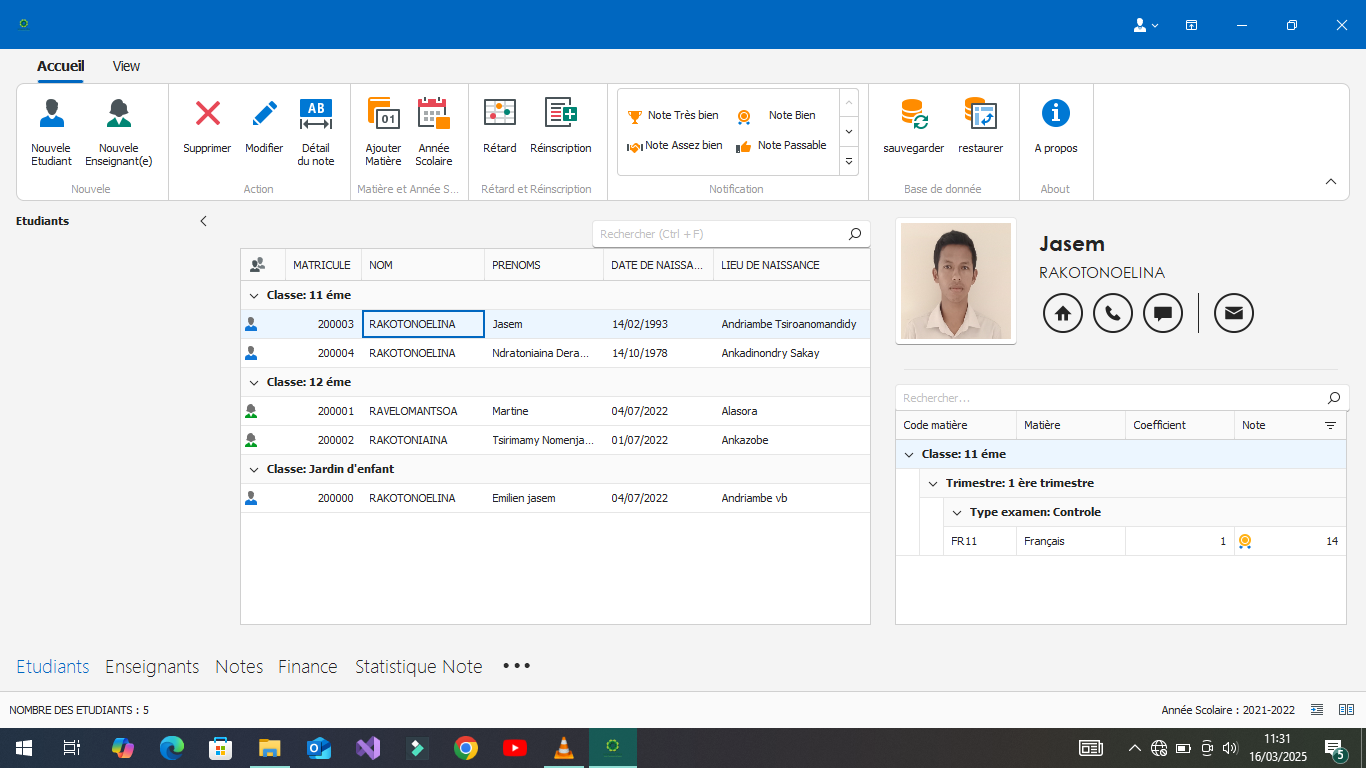 Accueil View
Nouvele Etudiant
Nouvele Enseignant(e)
Nouvele
Supprimer
Modifier
Détail du note
Action
Ajouter Matière
Année Scolaire
Matière et Année S...
Rétard
Réinscription
Rétard et Réinscription
Note Très bien
Note Bien
Note Assez bien
Note Passable
Notification
sauvegarder
restaurer
Base de donnée
A propos
About
Etudiants
Rechercher (Ctrl + F)
MATRICULE NOM PRENOMS DATE DE NAISSA... LIEU DE NAISSANCE
Classe: 11 éme
200003 RAKOTONOELINA Jasem 14/02/1993 Andriambe Tsiroanomandidy
200004 RAKOTONOELINA Ndratoniaina Dera... 14/10/1978 Ankadinondry Sakay
Classe: 12 éme
200001 RAVELOMANTSOA Martine 04/07/2022 Alasora
200002 RAKOTONIAINA Tsirimamy Nomenja... 01/07/2022 Ankazobe
Classe: Jardin d'enfant
200000 RAKOTONOELINA Emilien jasem 04/07/2022 Andriambe vb
Jasem
RAKOTONOELINA
Rechercher...
Code matière Matière Coefficient Note
Classe: 11 éme
Trimestre: 1 ère trimestre
Type examen: Controle
FR11 Français 1 14
Etudiants Enseignants Notes Finance Statistique Note •••
NOMBRE DES ETUDIANTS : 5
Année Scolaire : 2021-2022
11:31
16/03/2025
5
AB
01